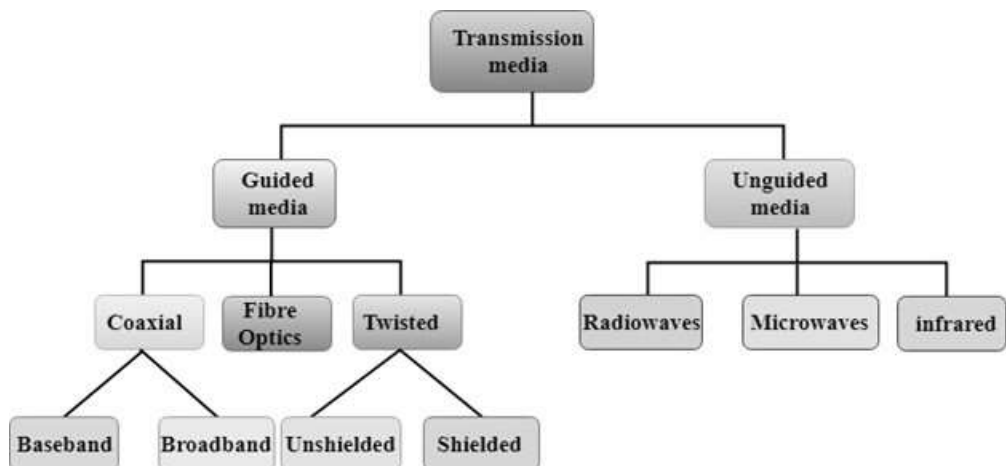 Transmission
media
Guided
media
Unguided
media
Coaxial
Fibre
Optics
Twisted
Radiowaves
Microwaves
infrared
Baseband
Broadband
Unshielded
Shielded